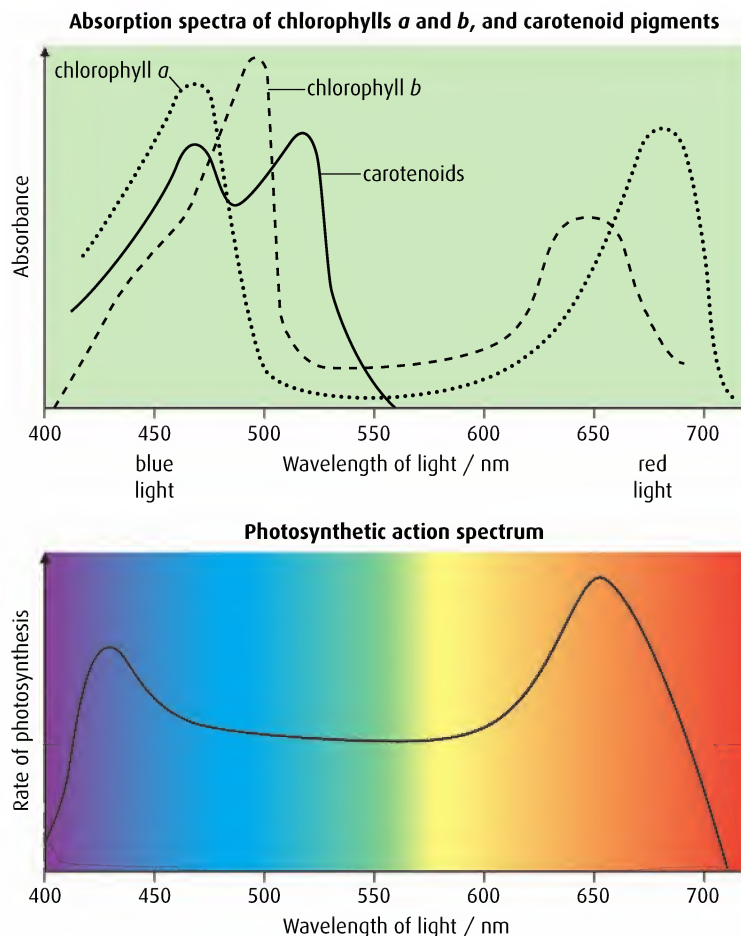 Absorption spectra of chlorophylls a and b, and carotenoid pigments
chlorophyll a
chlorophyll b
carotenoids
Absorbance
400 450 500 550 600 650 700
blue
light
Wavelength of light / nm
red
light
Photosynthetic action spectrum
Rate of photosynthesis
400 450 500 550 600 650 700
Wavelength of light / nm